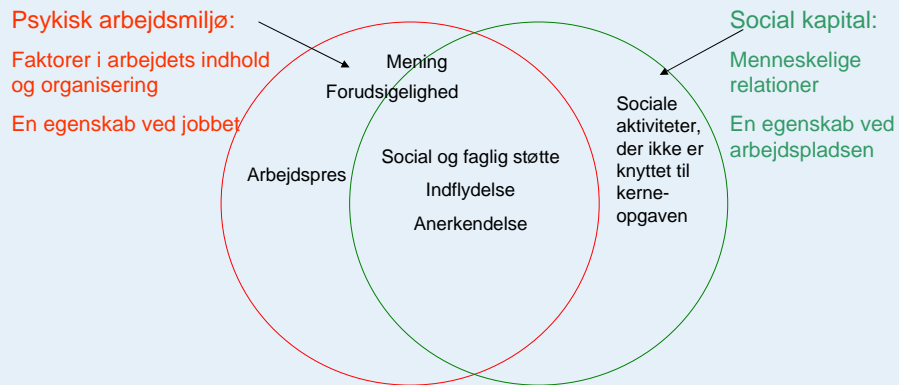 Psykisk arbejdsmiljø:
Faktorer i arbejdets indhold
og organisering
En egenskab ved jobbet
Mening
Forudsigelighed
Arbejdspres
Social og faglig støtte
Indflydelse
Anerkendelse
Sociale
aktiviteter,
der ikke er
knyttet til
kerne-
opgaven
Social kapital:
Menneskelige
relationer
En egenskab ved
arbejdspladsen